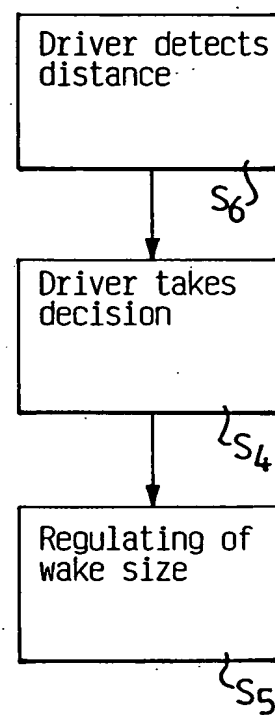 Driver detects
distance
S6
Driver takes
decision
S4
Regulating of
wake size
S5